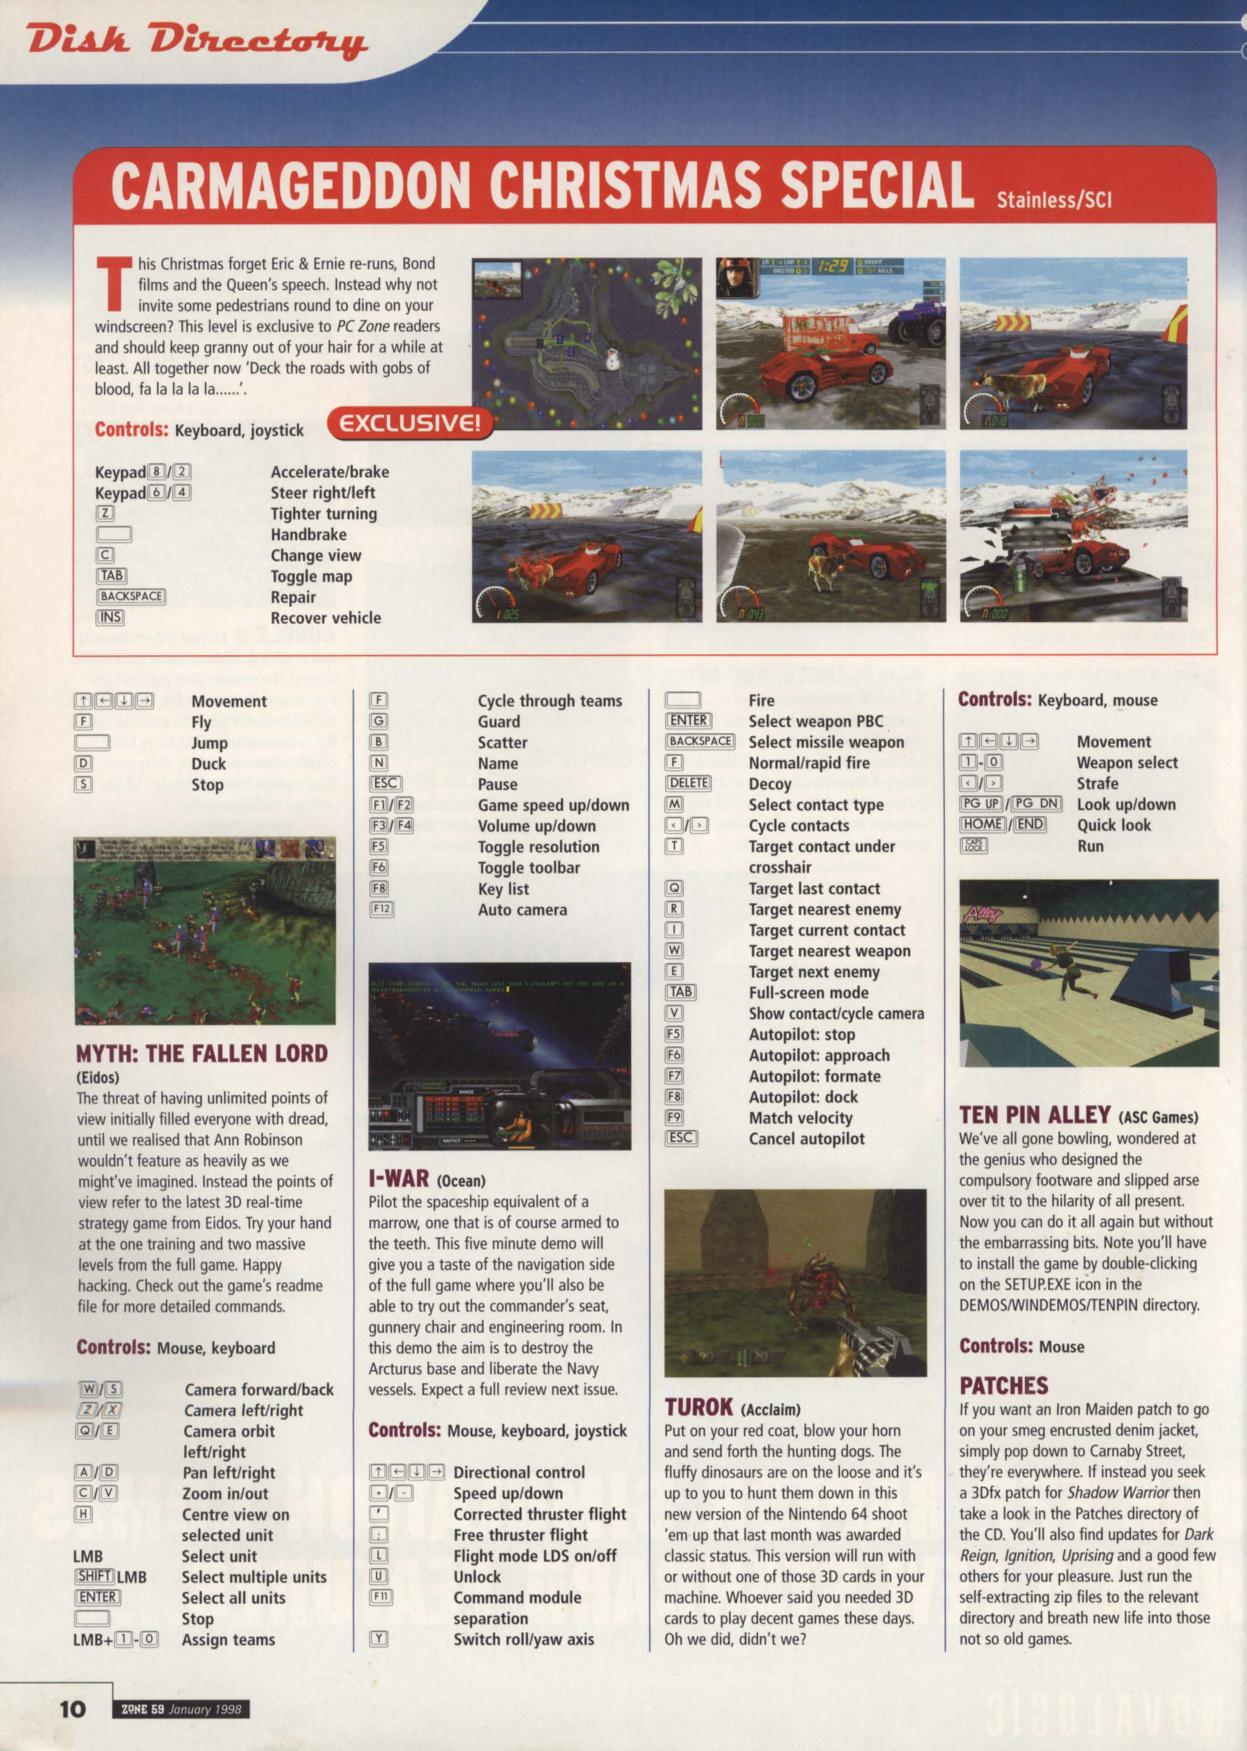 Disk Directory
CARMAGEDDON CHRISTMAS SPECIAL Stainless/SCI
This Christmas forget Eric & Ernie re-runs, Bond
films and the Queen's speech. Instead why not
invite some pedestrians round to dine on your
windscreen? This level is exclusive to PC Zone readers
and should keep granny out of your hair for a while at
least. All together now 'Deck the roads with gobs of
blood, fa la la la la......'.
Controls: Keyboard, joystick
EXCLUSIVE!
Keypad 8/2 Accelerate/brake
Keypad 6/4 Steer right/left
Z Tighter turning
Handbrake
C Change view
TAB Toggle map
BACKSPACE Repair
INS Recover vehicle
1:29
↑←↓→ Movement
F Fly
Jump
D Duck
S Stop
MYTH: THE FALLEN LORD
(Eidos)
The threat of having unlimited points of
view initially filled everyone with dread,
until we realised that Ann Robinson
wouldn't feature as heavily as we
might've imagined. Instead the points of
view refer to the latest 3D real-time
strategy game from Eidos. Try your hand
at the one training and two massive
levels from the full game. Happy
hacking. Check out the game's readme
file for more detailed commands.
Controls: Mouse, keyboard
W/S Camera forward/back
Z/X Camera left/right
Q/E Camera orbit
left/right
A/D Pan left/right
C/V Zoom in/out
H Centre view on
selected unit
LMB Select unit
SHIFT LMB Select multiple units
ENTER Select all units
Stop
LMB+1-0 Assign teams
F Cycle through teams
G Guard
B Scatter
N Name
ESC Pause
F1/F2 Game speed up/down
F3/F4 Volume up/down
F5 Toggle resolution
F6 Toggle toolbar
F8 Key list
F12 Auto camera
I-WAR (Ocean)
Pilot the spaceship equivalent of a
marrow, one that is of course armed to
the teeth. This five minute demo will
give you a taste of the navigation side
of the full game where you'll also be
able to try out the commander's seat,
gunnery chair and engineering room. In
this demo the aim is to destroy the
Arcturus base and liberate the Navy
vessels. Expect a full review next issue.
Controls: Mouse, keyboard, joystick
↑←↓→ Directional control
+/- Speed up/down
' Corrected thruster flight
; Free thruster flight
L Flight mode LDS on/off
U Unlock
F11 Command module
separation
Y Switch roll/yaw axis
Fire
ENTER Select weapon PBC
BACKSPACE Select missile weapon
F Normal/rapid fire
DELETE Decoy
M Select contact type
</> Cycle contacts
T Target contact under
crosshair
Q Target last contact
R Target nearest enemy
I Target current contact
W Target nearest weapon
E Target next enemy
TAB Full-screen mode
V Show contact/cycle camera
F5 Autopilot: stop
F6 Autopilot: approach
F7 Autopilot: formate
F8 Autopilot: dock
F9 Match velocity
ESC Cancel autopilot
TUROK (Acclaim)
Put on your red coat, blow your horn
and send forth the hunting dogs. The
fluffy dinosaurs are on the loose and it's
up to you to hunt them down in this
new version of the Nintendo 64 shoot
'em up that last month was awarded
classic status. This version will run with
or without one of those 3D cards in your
machine. Whoever said you needed 3D
cards to play decent games these days.
Oh we did, didn't we?
Controls: Keyboard, mouse
↑←↓→ Movement
1-0 Weapon select
</> Strafe
PG UP/PG DN Look up/down
HOME/END Quick look
CAPS LOCK Run
Alley
TEN PIN ALLEY (ASC Games)
We've all gone bowling, wondered at
the genius who designed the
compulsory footware and slipped arse
over tit to the hilarity of all present.
Now you can do it all again but without
the embarrassing bits. Note you'll have
to install the game by double-clicking
on the SETUP.EXE icon in the
DEMOS/WINDEMOS/TENPIN directory.
Controls: Mouse
PATCHES
If you want an Iron Maiden patch to go
on your smeg encrusted denim jacket,
simply pop down to Carnaby Street,
they're everywhere. If instead you seek
a 3Dfx patch for Shadow Warrior then
take a look in the Patches directory of
the CD. You'll also find updates for Dark
Reign, Ignition, Uprising and a good few
others for your pleasure. Just run the
self-extracting zip files to the relevant
directory and breath new life into those
not so old games.
10 ZONE 59 January 1998